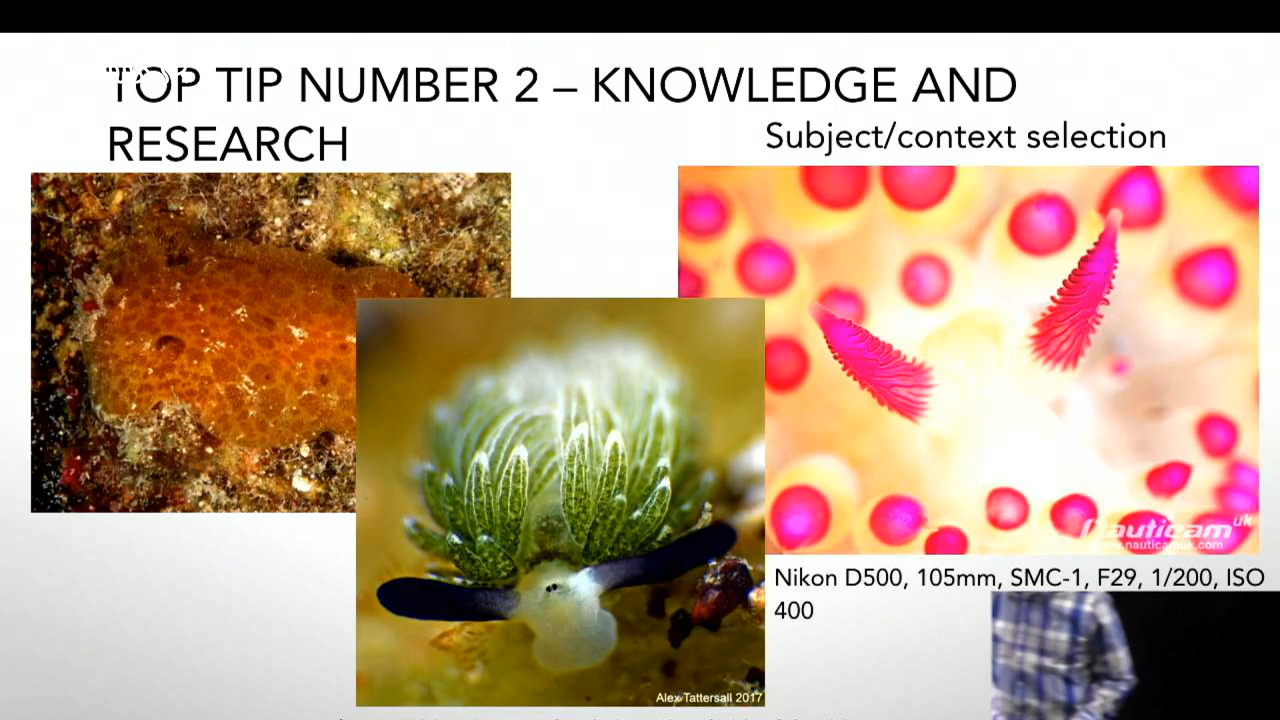 TOP TIP NUMBER 2 – KNOWLEDGE AND
RESEARCH
Subject/context selection
Nauticam uk
www.nauticamuk.com
Nikon D500, 105mm, SMC-1, F29, 1/200, ISO
400
Alex Tattersall 2017